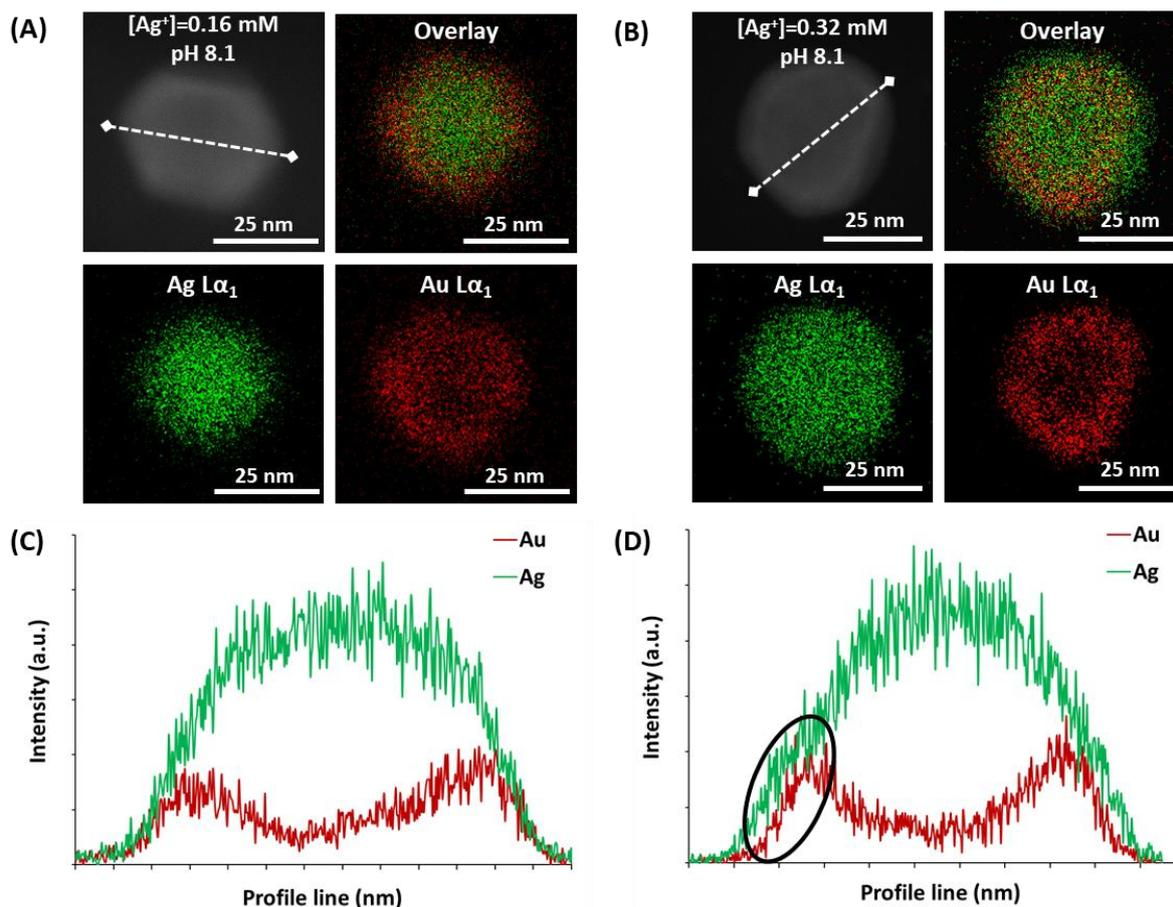 (A)
[Ag⁺]=0.16 mM
pH 8.1
25 nm
Overlay
25 nm
Ag Lα₁
25 nm
Au Lα₁
25 nm
(B)
[Ag⁺]=0.32 mM
pH 8.1
25 nm
Overlay
25 nm
Ag Lα₁
25 nm
Au Lα₁
25 nm
(C)
Au
Ag
Intensity (a.u.)
Profile line (nm)
(D)
Au
Ag
Intensity (a.u.)
Profile line (nm)